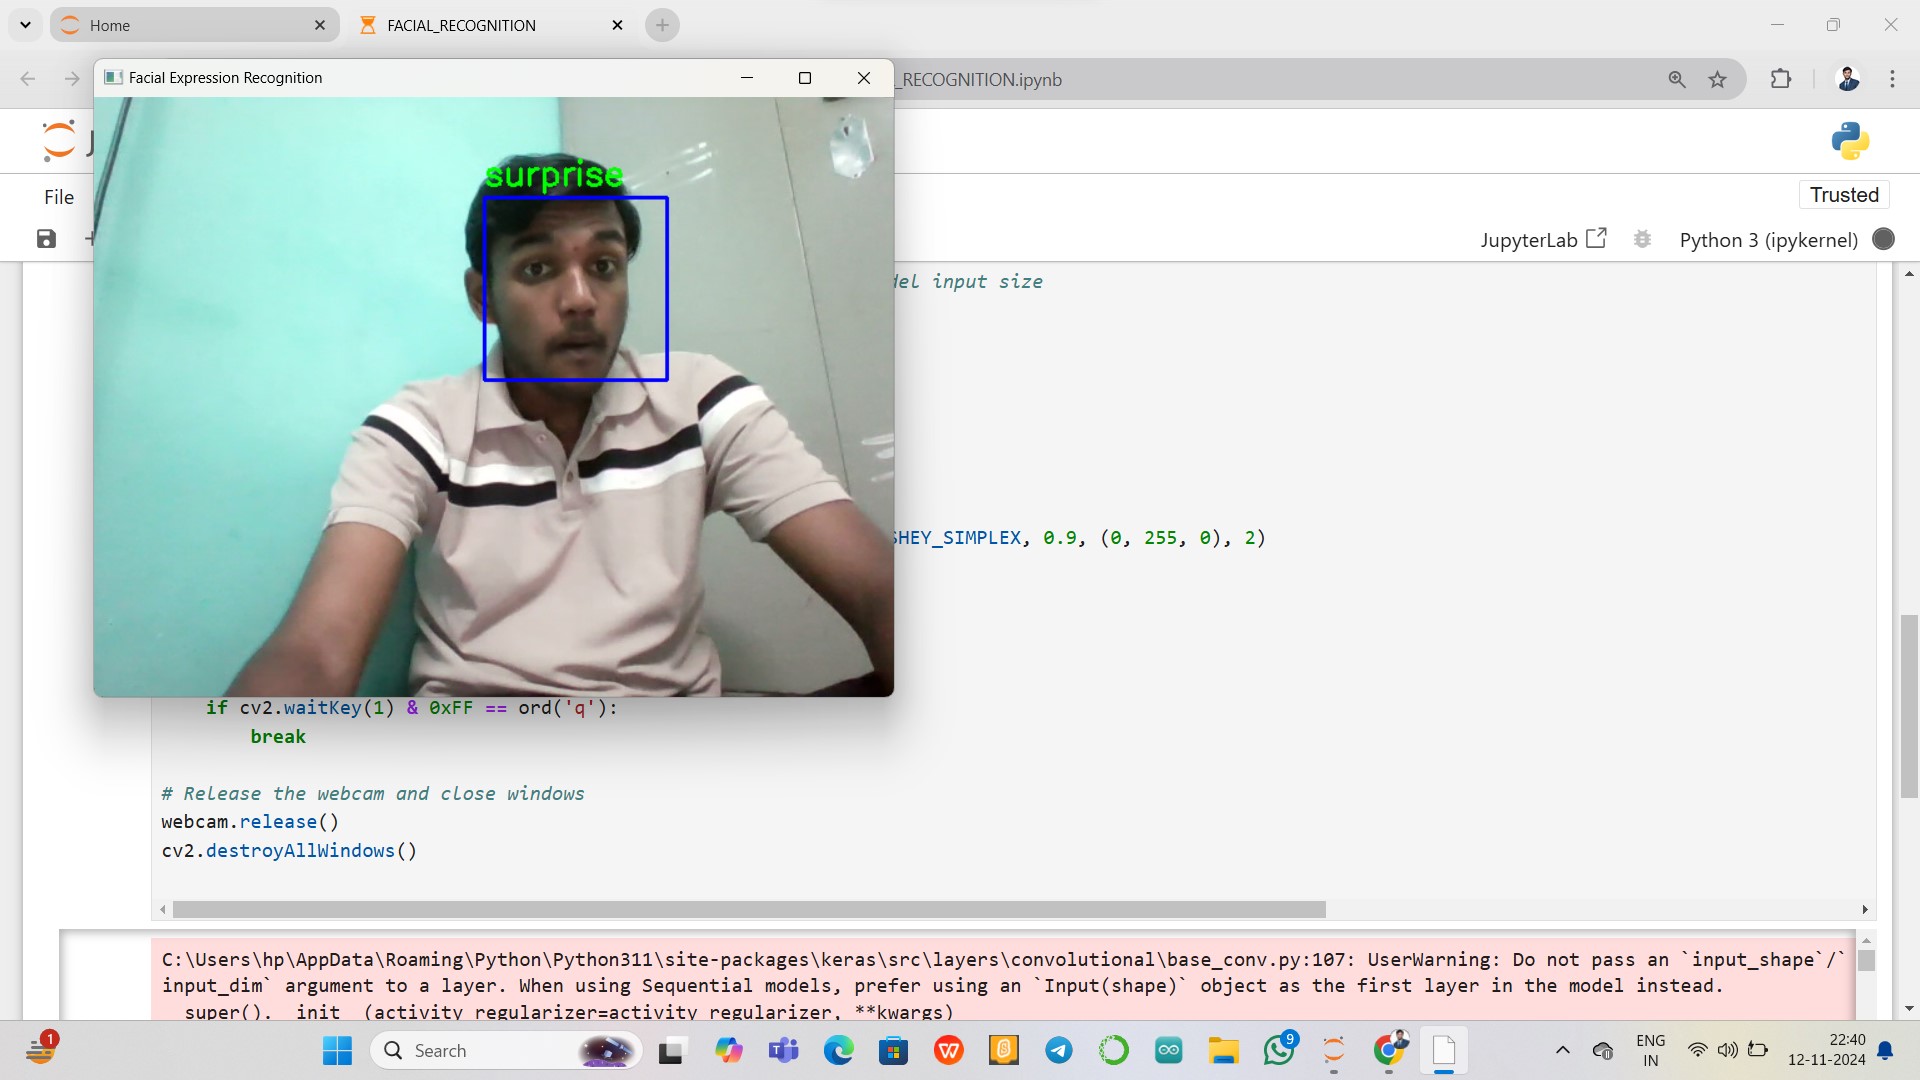 Home
FACIAL_RECOGNITION
Facial Expression Recognition
_RECOGNITION.ipynb
surprise
File
Trusted
JupyterLab
Python 3 (ipykernel)
del input size
SHEY_SIMPLEX, 0.9, (0, 255, 0), 2)
if cv2.waitKey(1) & 0xFF == ord('q'):
break
# Release the webcam and close windows
webcam.release()
cv2.destroyAllWindows()
C:\Users\hp\AppData\Roaming\Python\Python311\site-packages\keras\src\layers\convolutional\base_conv.py:107: UserWarning: Do not pass an `input_shape`/`
input_dim` argument to a layer. When using Sequential models, prefer using an `Input(shape)` object as the first layer in the model instead.
super().__init__(activity_regularizer=activity_regularizer, **kwargs)
1
Search
9
ENG
IN
22:40
12-11-2024